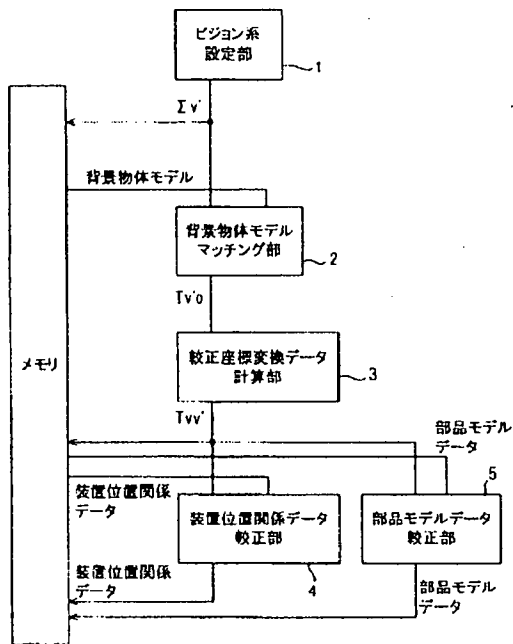 ビジョン系
設定部
1
Σv'
背景物体モデル
背景物体モデル
マッチング部
2
Tv'o
較正座標変換データ
計算部
3
メモリ
Tvv'
部品モデル
データ
5
装置位置関係
データ
装置位置関係データ
較正部
4
部品モデルデータ
較正部
装置位置関係
データ
部品モデル
データ